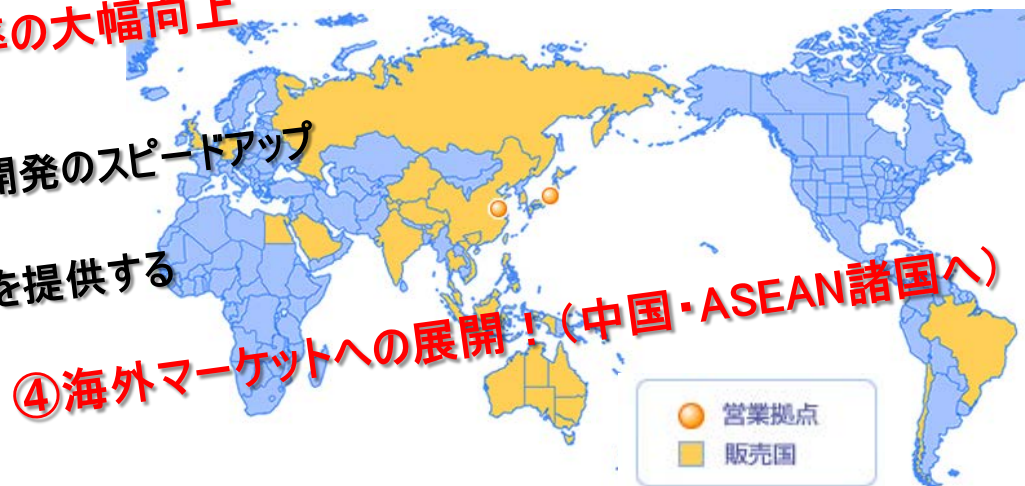 の大幅向上
開発のスピードアップ
を提供する
④海外マーケットへの展開！（中国・ASEAN諸国へ）
営業拠点
販売国